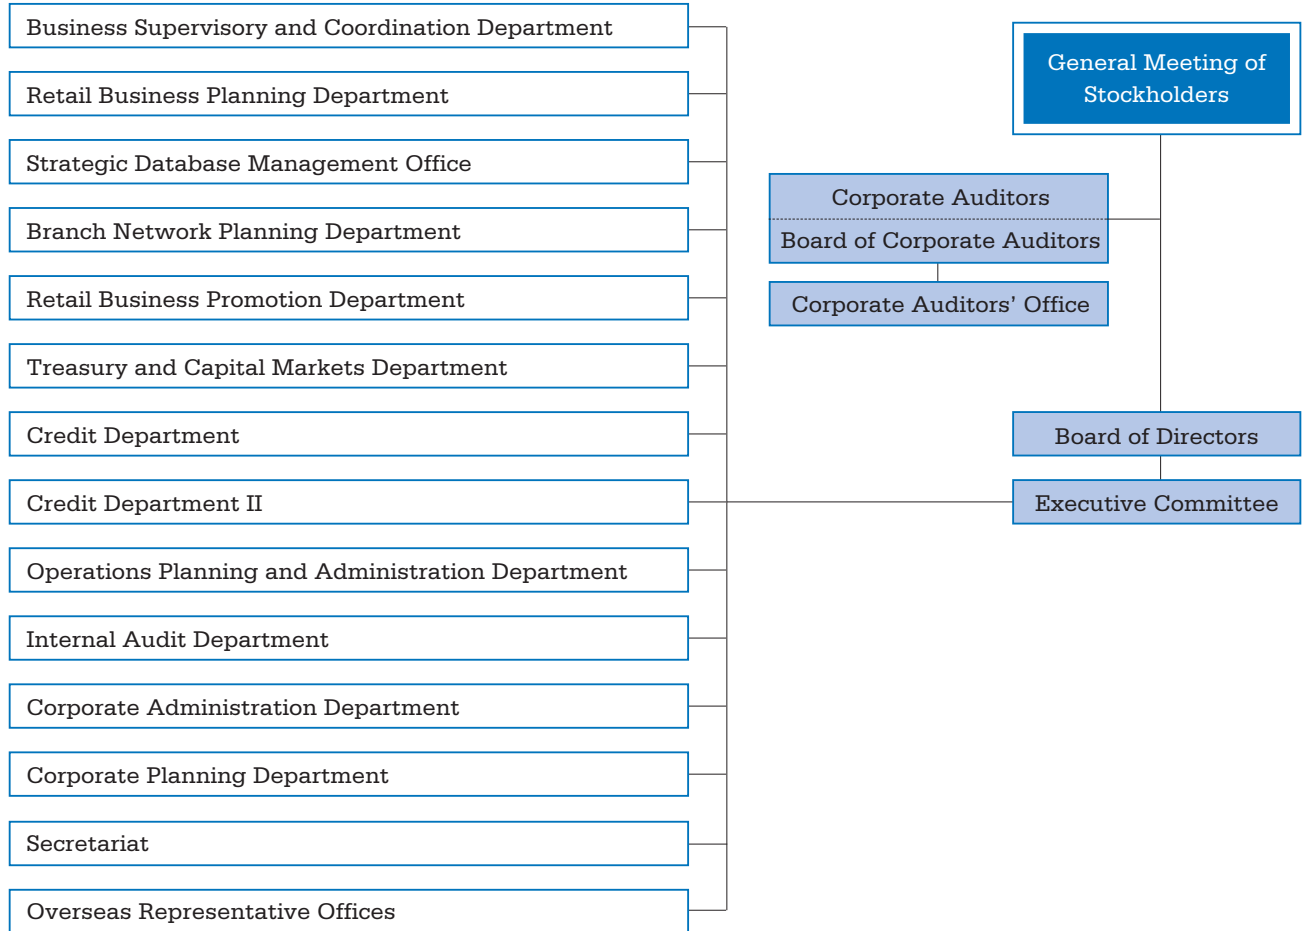 Business Supervisory and Coordination Department
Retail Business Planning Department
Strategic Database Management Office
Branch Network Planning Department
Retail Business Promotion Department
Treasury and Capital Markets Department
Credit Department
Credit Department II
Operations Planning and Administration Department
Internal Audit Department
Corporate Administration Department
Corporate Planning Department
Secretariat
Overseas Representative Offices
General Meeting of
Stockholders
Corporate Auditors
Board of Corporate Auditors
Corporate Auditors’ Office
Board of Directors
Executive Committee